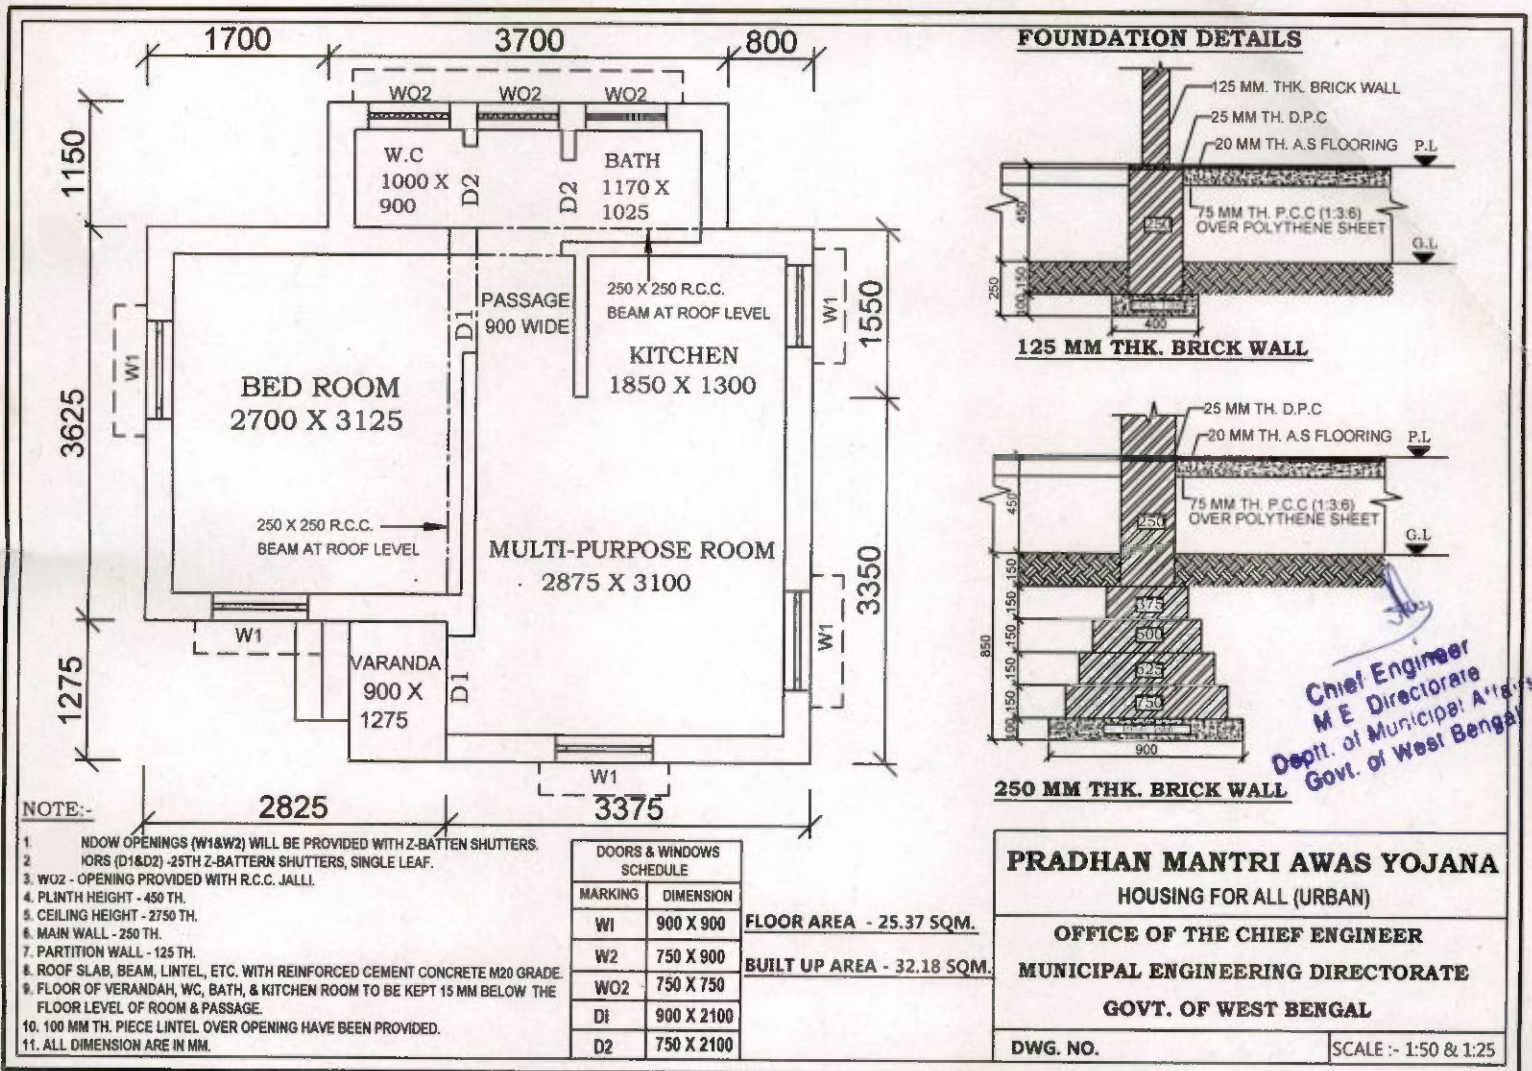 1700
3700
800
WO2
WO2
WO2
1150
W.C
1000 X
900
D2
D2
BATH
1170 X
1025
3625
W1
BED ROOM
2700 X 3125
PASSAGE
900 WIDE
D1
250 X 250 R.C.C.
BEAM AT ROOF LEVEL
KITCHEN
1850 X 1300
W1
1550
250 X 250 R.C.C.
BEAM AT ROOF LEVEL
MULTI-PURPOSE ROOM
2875 X 3100
3350
W1
W1
1275
VARANDA
900 X
1275
D1
W1
2825
3375
FOUNDATION DETAILS
125 MM. THK. BRICK WALL
25 MM TH. D.P.C
20 MM TH. A.S FLOORING
P.L
75 MM TH. P.C.C (1:3:6)
OVER POLYTHENE SHEET
G.L
450
250
250
150
100
400
125 MM THK. BRICK WALL
25 MM TH. D.P.C
20 MM TH. A.S FLOORING
P.L
75 MM TH. P.C.C (1:3:6)
OVER POLYTHENE SHEET
G.L
450
250
150
150
375
150
500
850
150
625
150
750
100
900
250 MM THK. BRICK WALL
Chief Engineer
M E Directorate
Deptt. of Municipal Affairs
Govt. of West Bengal
NOTE:-
1. NDOW OPENINGS (W1&W2) WILL BE PROVIDED WITH Z-BATTEN SHUTTERS.
2 ORS (D1&D2) -25TH Z-BATTERN SHUTTERS, SINGLE LEAF.
3. WO2 - OPENING PROVIDED WITH R.C.C. JALLI.
4. PLINTH HEIGHT - 450 TH.
5. CEILING HEIGHT - 2750 TH.
6. MAIN WALL - 250 TH.
7. PARTITION WALL - 125 TH.
8. ROOF SLAB, BEAM, LINTEL, ETC. WITH REINFORCED CEMENT CONCRETE M20 GRADE.
9. FLOOR OF VERANDAH, WC, BATH, & KITCHEN ROOM TO BE KEPT 15 MM BELOW THE
FLOOR LEVEL OF ROOM & PASSAGE.
10. 100 MM TH. PIECE LINTEL OVER OPENING HAVE BEEN PROVIDED.
11. ALL DIMENSION ARE IN MM.
DOORS & WINDOWS
SCHEDULE
MARKING DIMENSION
WI 900 X 900
W2 750 X 900
WO2 750 X 750
DI 900 X 2100
D2 750 X 2100
FLOOR AREA - 25.37 SQM.
BUILT UP AREA - 32.18 SQM.
PRADHAN MANTRI AWAS YOJANA
HOUSING FOR ALL (URBAN)
OFFICE OF THE CHIEF ENGINEER
MUNICIPAL ENGINEERING DIRECTORATE
GOVT. OF WEST BENGAL
DWG. NO.
SCALE :- 1:50 & 1:25